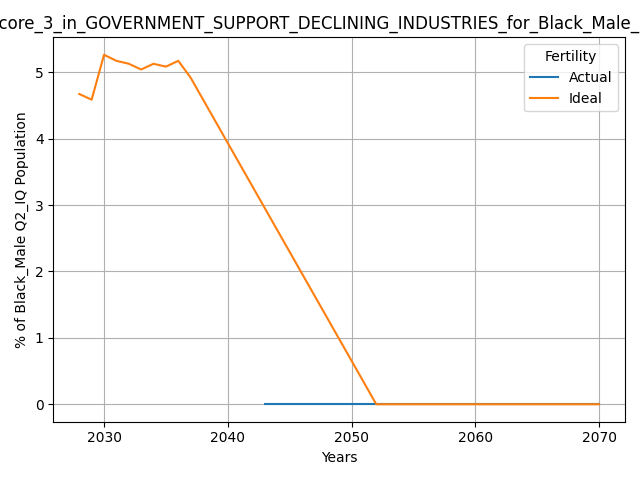 core_3_in_GOVERNMENT_SUPPORT_DECLINING_INDUSTRIES_for_Black_Male_
Fertility
Actual
Ideal
% of Black_Male Q2_IQ Population
5
4
3
2
1
0
2030 2040 2050 2060 2070
Years